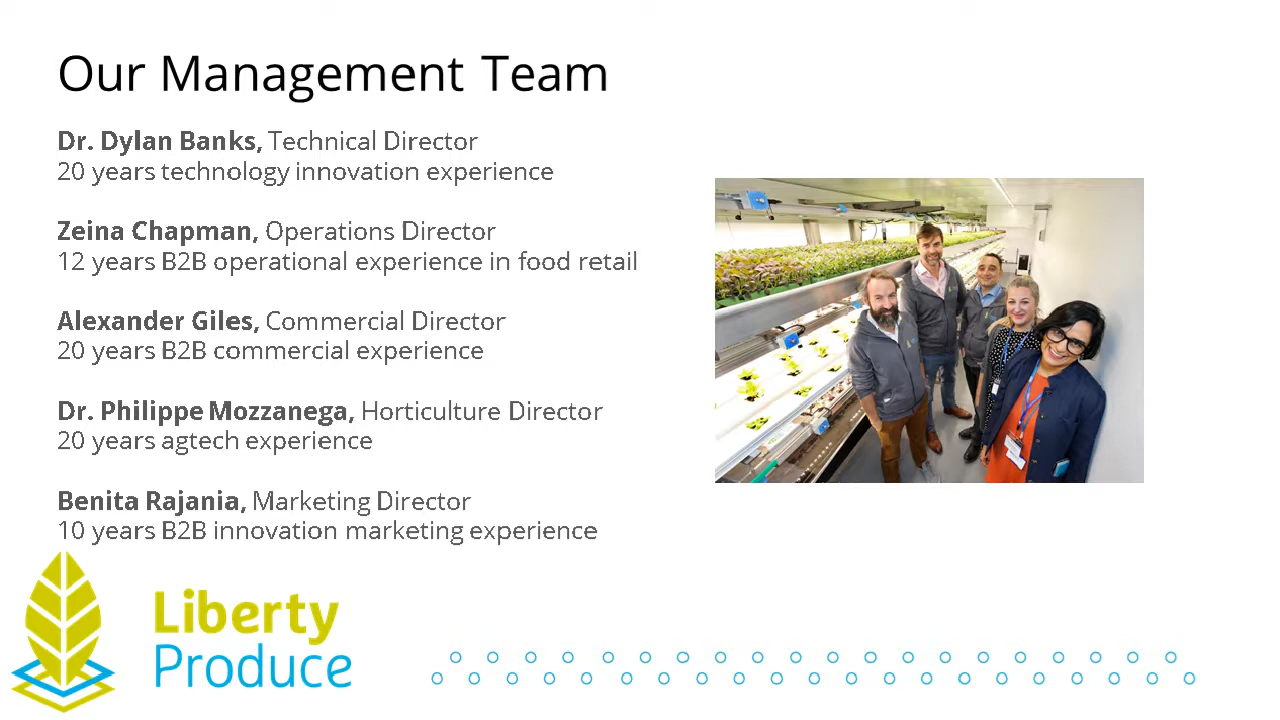 Our Management Team
Dr. Dylan Banks, Technical Director
20 years technology innovation experience
Zeina Chapman, Operations Director
12 years B2B operational experience in food retail
Alexander Giles, Commercial Director
20 years B2B commercial experience
Dr. Philippe Mozzanega, Horticulture Director
20 years agtech experience
Benita Rajania, Marketing Director
10 years B2B innovation marketing experience
Liberty
Produce